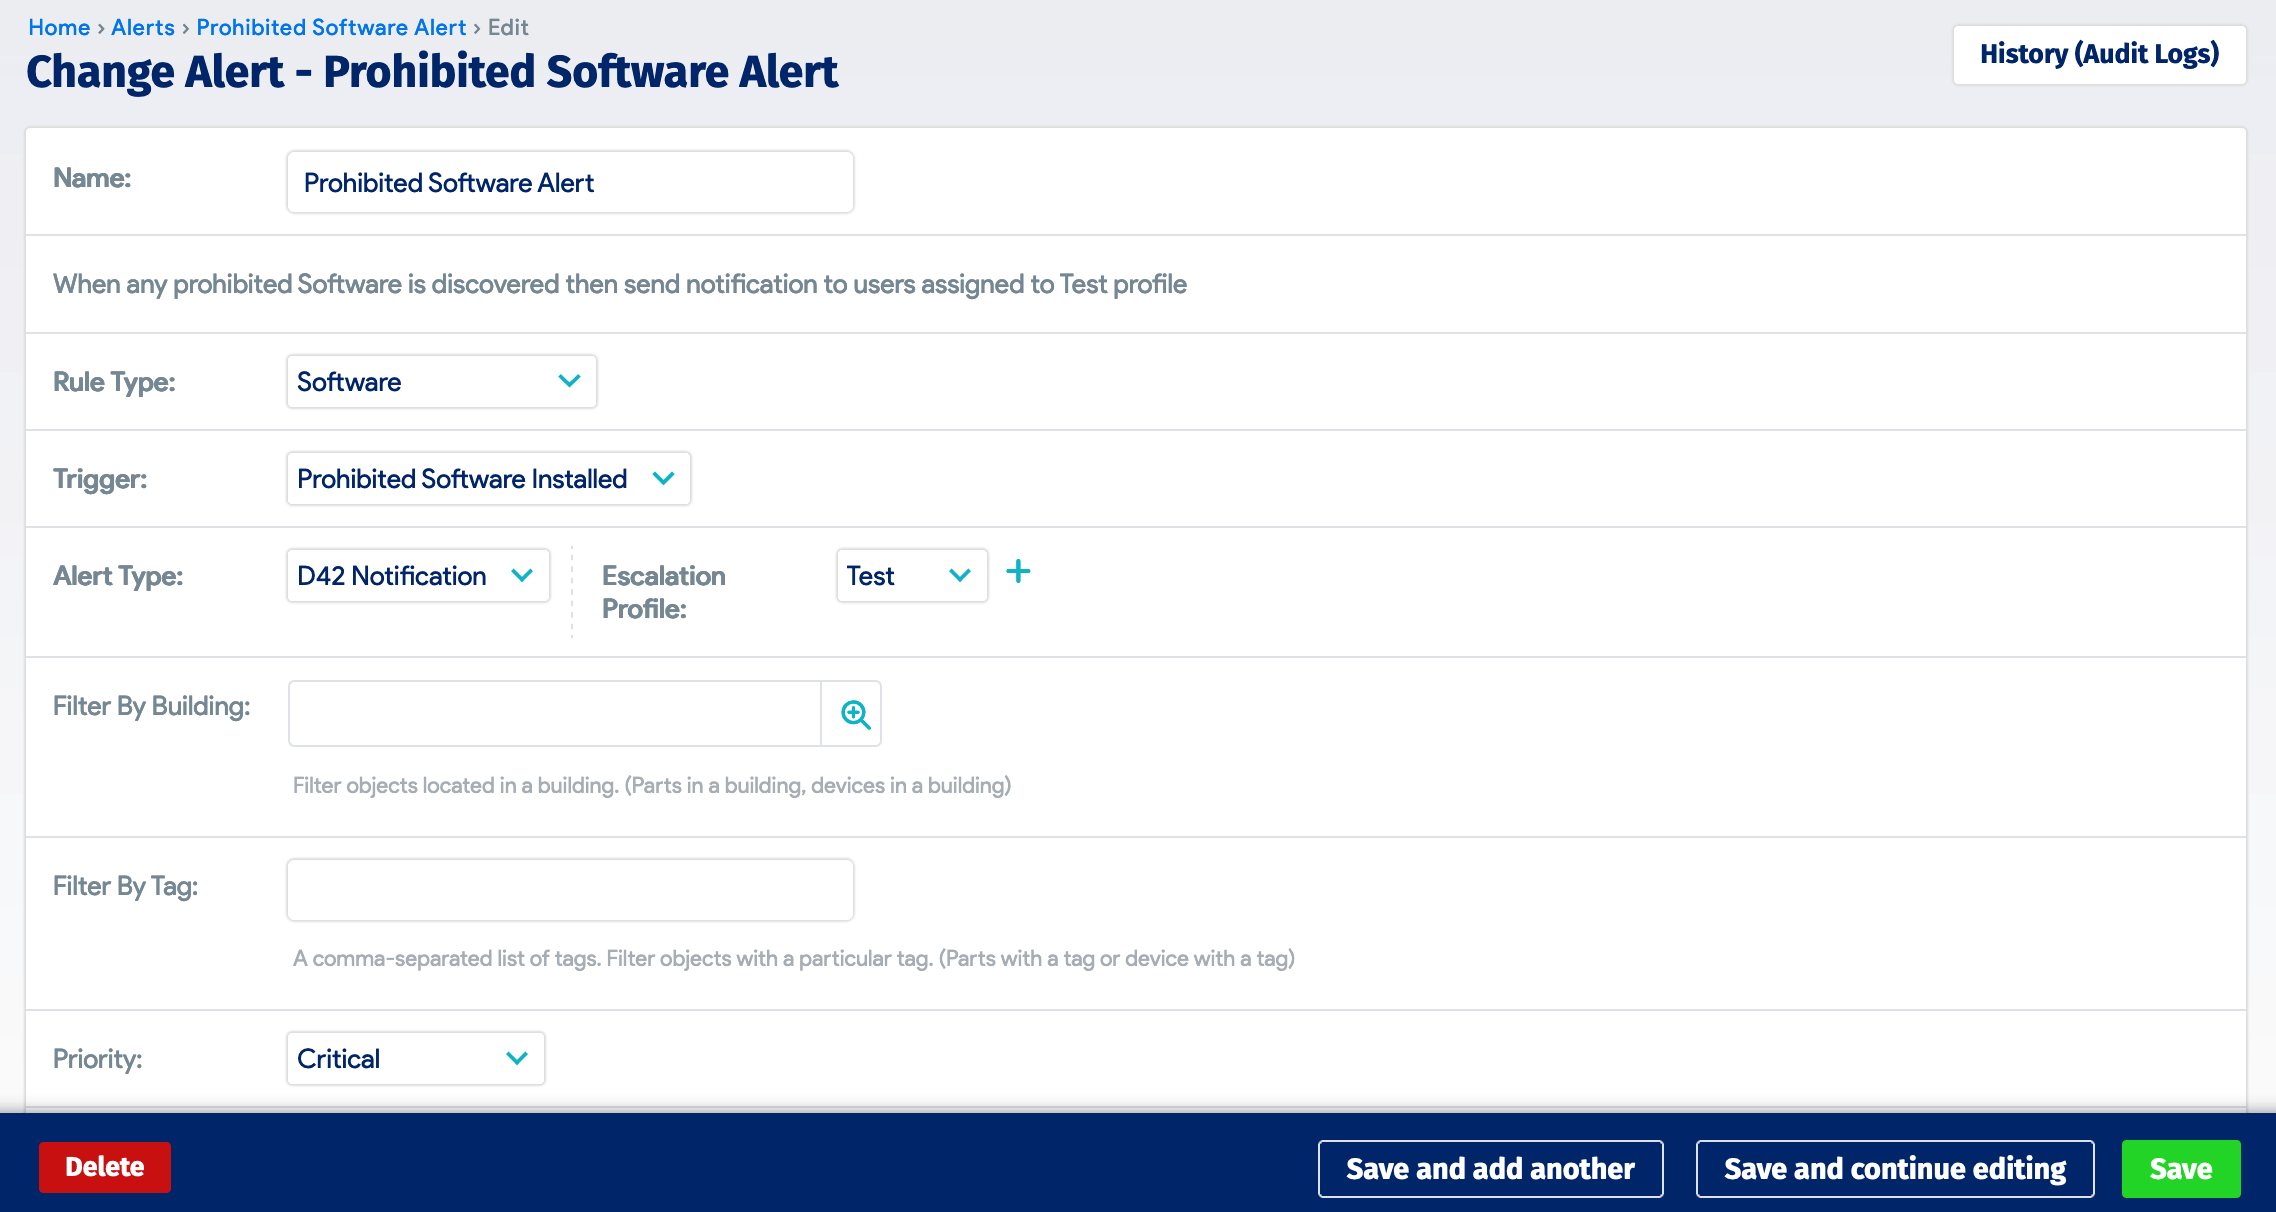 Home › Alerts › Prohibited Software Alert › Edit
Change Alert - Prohibited Software Alert
History (Audit Logs)
Name:
Prohibited Software Alert
When any prohibited Software is discovered then send notification to users assigned to Test profile
Rule Type:
Software
Trigger:
Prohibited Software Installed
Alert Type:
D42 Notification
Escalation
Profile:
Test
Filter By Building:
Filter objects located in a building. (Parts in a building, devices in a building)
Filter By Tag:
A comma-separated list of tags. Filter objects with a particular tag. (Parts with a tag or device with a tag)
Priority:
Critical
Delete
Save and add another
Save and continue editing
Save